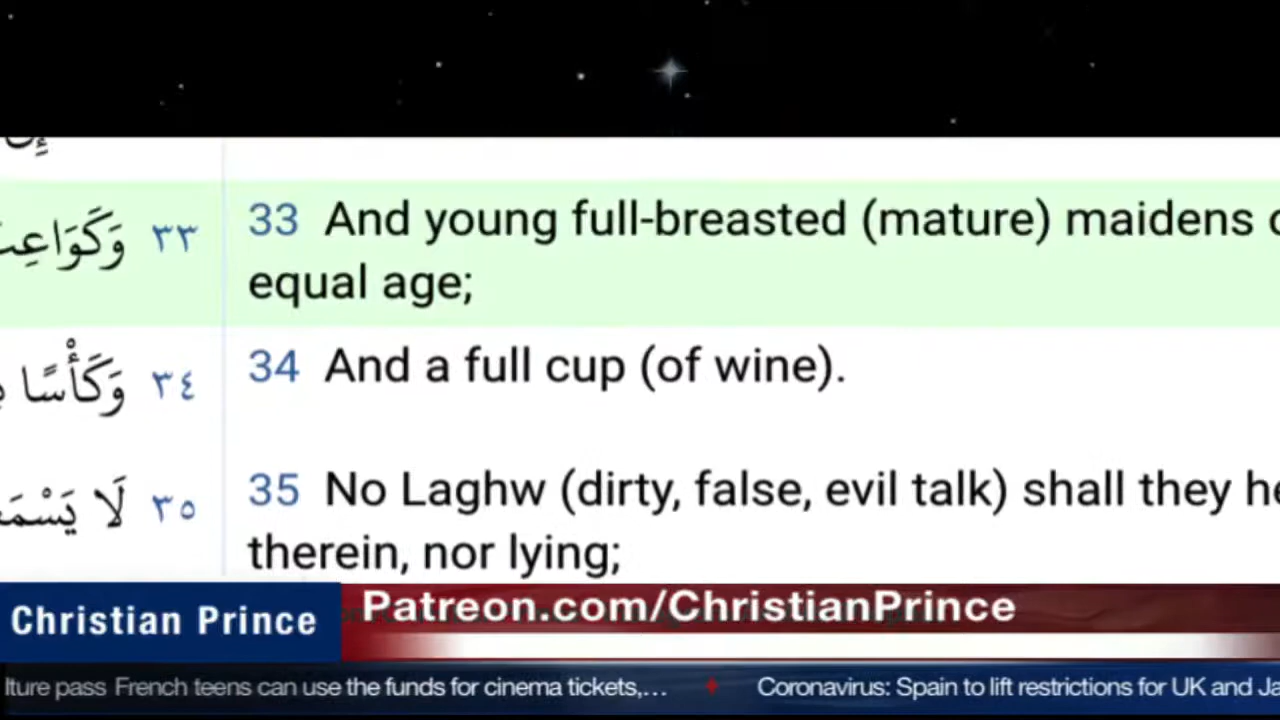 33 And young full-breasted (mature) maidens
equal age;
٣٣
34 And a full cup (of wine).
٣٤ وَكَأْسًا
35 No Laghw (dirty, false, evil talk) shall they
therein, nor lying;
٣٥ لَا
Christian Prince
Patreon.com/ChristianPrince
lture pass French teens can use the funds for cinema tickets,... Coronavirus: Spain to lift restrictions for UK and